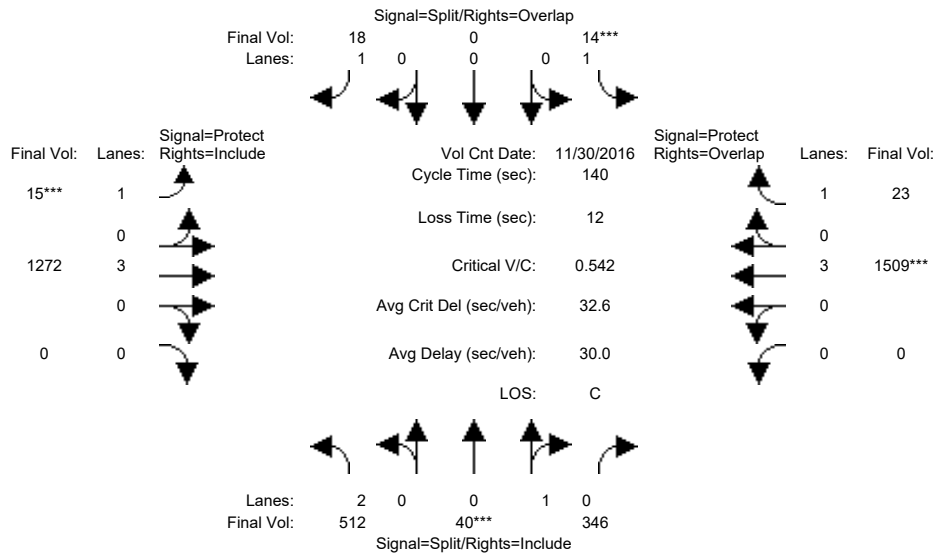 Signal=Split/Rights=Overlap
Final Vol: 18 0 14***
Lanes: 1 0 0 0 1
Signal=Protect Signal=Protect
Final Vol: Lanes: Rights=Include Vol Cnt Date: 11/30/2016 Rights=Overlap Lanes: Final Vol:
Cycle Time (sec): 140
15*** 1 1 23
Loss Time (sec): 12
0 0
1272 3 Critical V/C: 0.542 3 1509***
0 Avg Crit Del (sec/veh): 32.6 0
0 0 Avg Delay (sec/veh): 30.0 0 0
LOS: C
Lanes: 2 0 0 1 0
Final Vol: 512 40*** 346
Signal=Split/Rights=Include